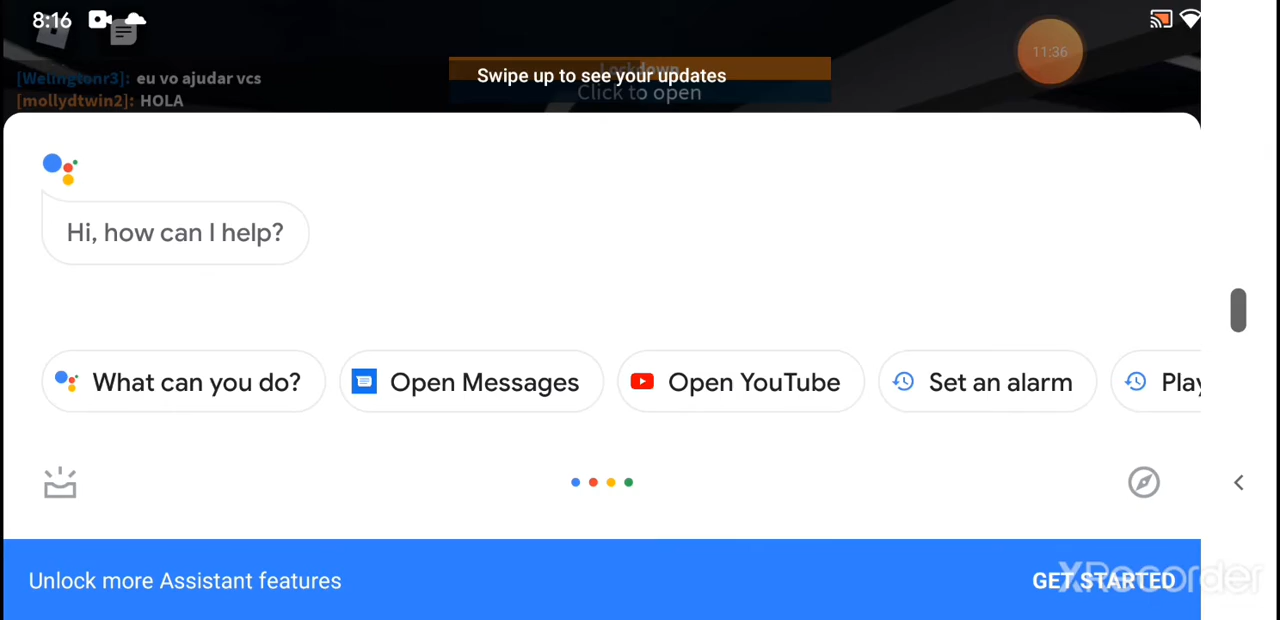 8:16
11:36
[Welingtonr3]: eu vo ajudar vcs
[mollydtwin2]: HOLA
Lockdown
Swipe up to see your updates
Click to open
Hi, how can I help?
What can you do?
Open Messages
Open YouTube
Set an alarm
Play
Unlock more Assistant features
GET STARTED
XRecorder